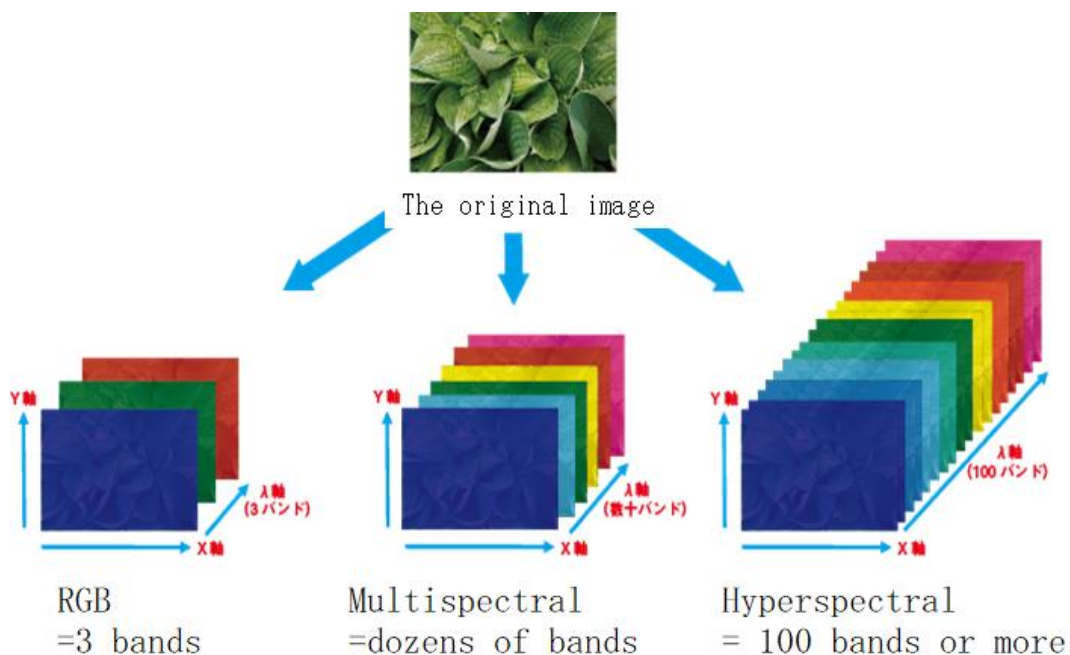 The original image
Y軸
λ軸
(3バンド)
X軸
Y軸
λ軸
(数十バンド)
X軸
Y軸
λ軸
(100バンド)
X軸
RGB
=3 bands
Multispectral
=dozens of bands
Hyperspectral
= 100 bands or more